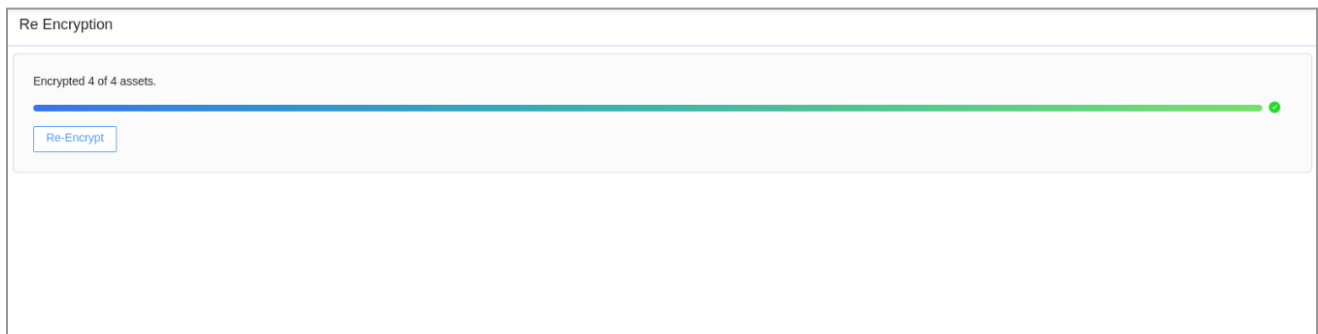 Re Encryption
Encrypted 4 of 4 assets.
Re-Encrypt